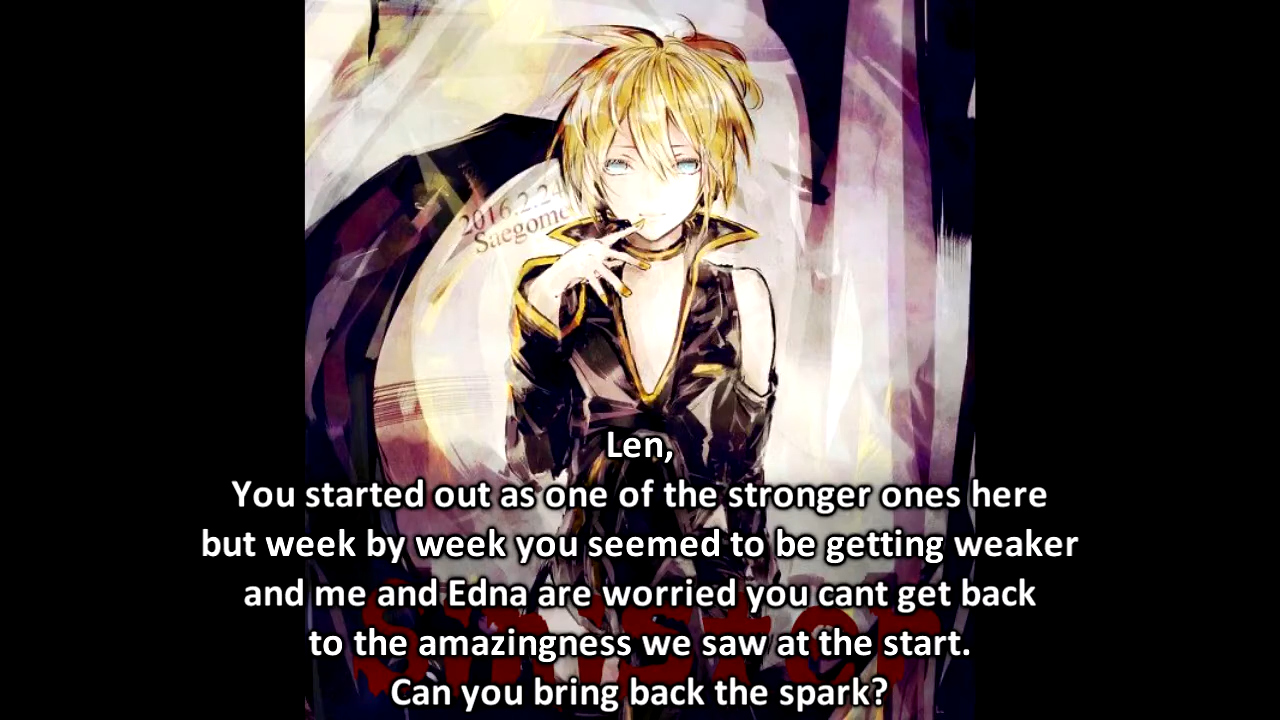 2016.2.24
Saegome
Len,
You started out as one of the stronger ones here
but week by week you seemed to be getting weaker
and me and Edna are worried you cant get back
to the amazingness we saw at the start.
Can you bring back the spark?